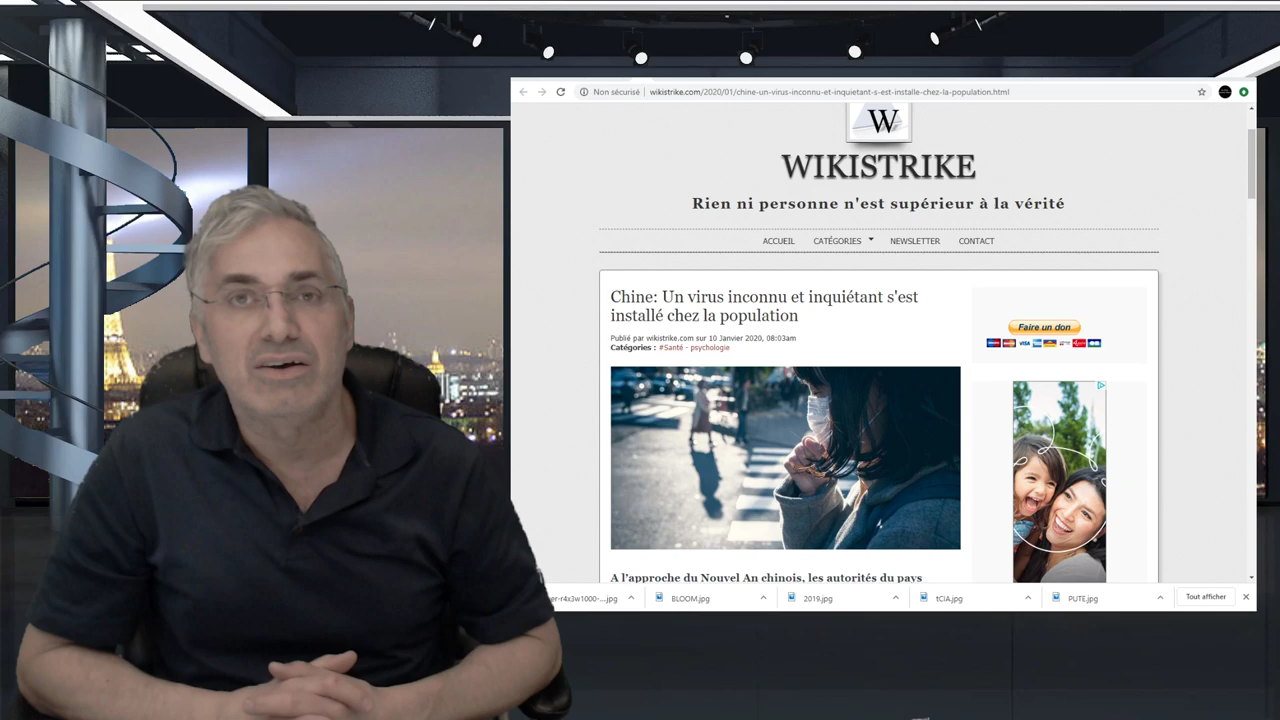 Non sécurisé | wikistrike.com/2020/01/chine-un-virus-inconnu-et-inquietant-s-est-installe-chez-la-population.html
W
WIKISTRIKE
Rien ni personne n'est supérieur à la vérité
ACCUEIL CATÉGORIES NEWSLETTER CONTACT
Chine: Un virus inconnu et inquiétant s'est
installé chez la population
Publié par wikistrike.com sur 10 Janvier 2020, 08:03am
Catégories : #Santé - psychologie
Faire un don
VISA
A l'approche du Nouvel An chinois, les autorités du pays
er-r4x3w1000-...jpg BLOOM.jpg 2019.jpg tCIA.jpg PUTE.jpg Tout afficher